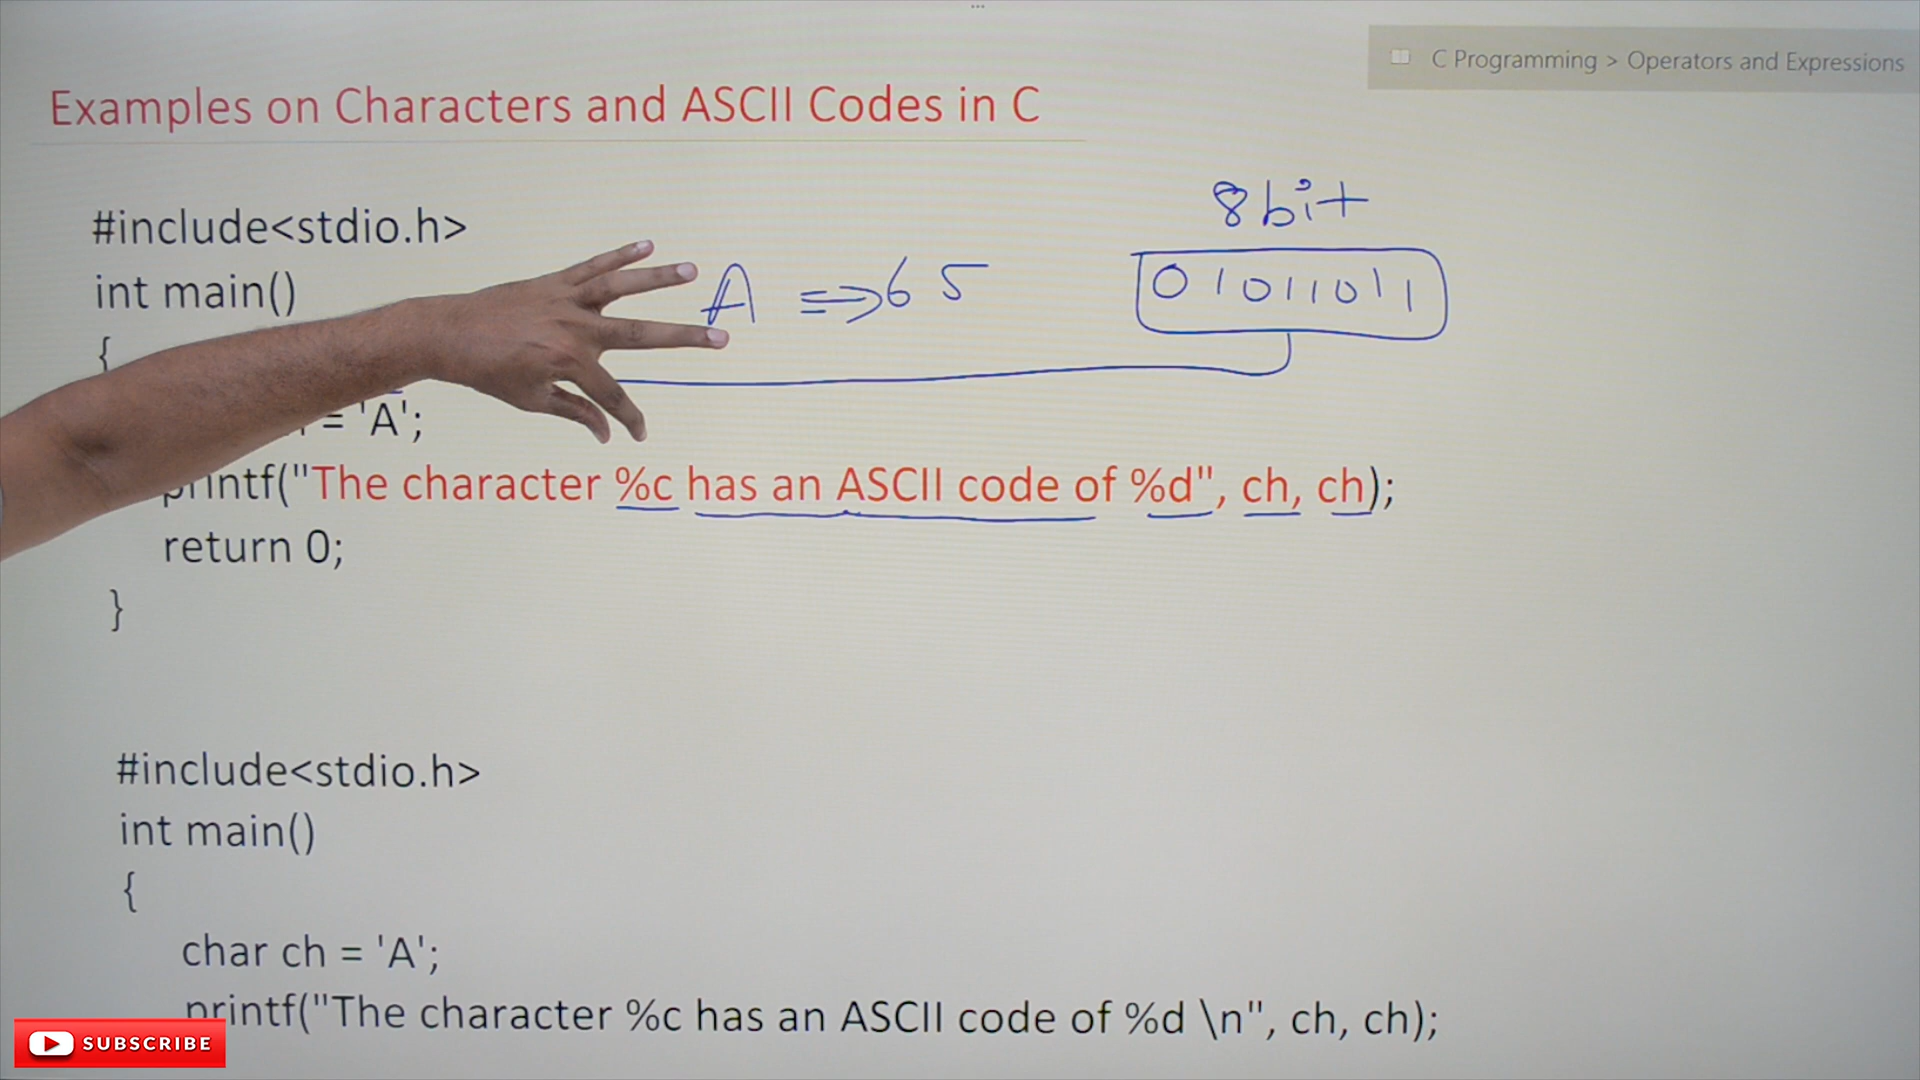 C Programming > Operators and Expressions
Examples on Characters and ASCII Codes in C
8bit
#include<stdio.h>
int main()
A => 65
01011011
{
= 'A';
printf("The character %c has an ASCII code of %d", ch, ch);
return 0;
}
#include<stdio.h>
int main()
{
char ch = 'A';
printf("The character %c has an ASCII code of %d \n", ch, ch);
SUBSCRIBE